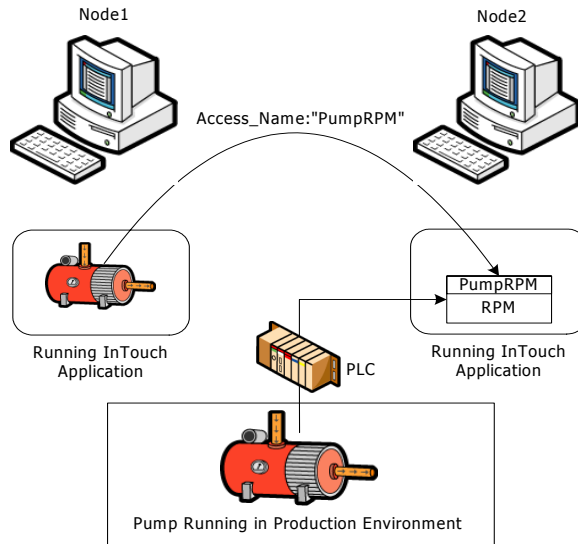 Node1
Node2
Access_Name:"PumpRPM"
PumpRPM
RPM
Running InTouch
Application
Running InTouch
Application
PLC
Pump Running in Production Environment